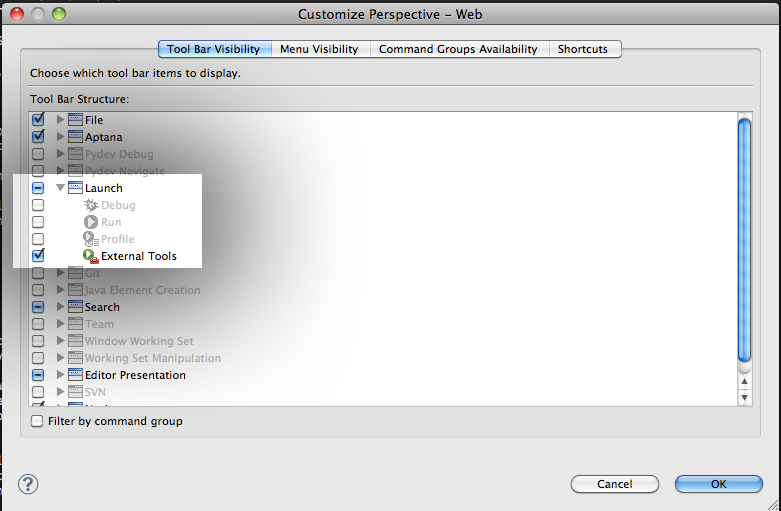 Customize Perspective – Web
Tool Bar Visibility Menu Visibility Command Groups Availability Shortcuts
Choose which tool bar items to display.
Tool Bar Structure:
File
Aptana
Pydev Debug
Pydev Navigate
Launch
Debug
Run
Profile
External Tools
Git
Java Element Creation
Search
Team
Window Working Set
Working Set Manipulation
Editor Presentation
SVN
Filter by command group
? Cancel OK